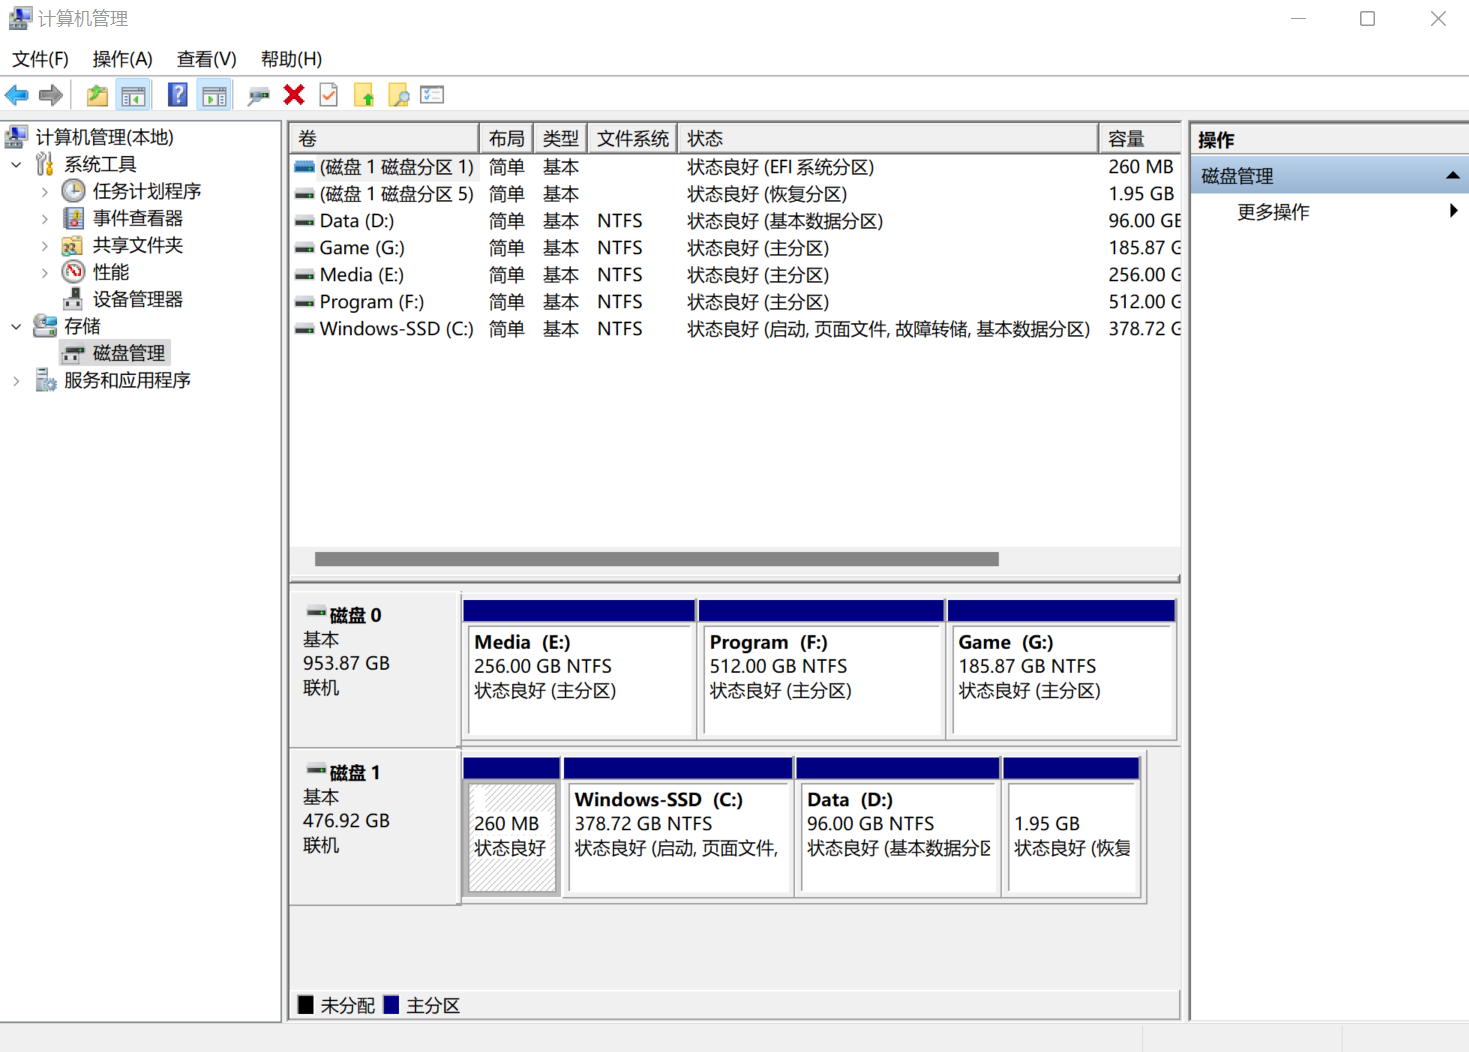 计算机管理
文件(F) 操作(A) 查看(V) 帮助(H)
计算机管理(本地)
系统工具
任务计划程序
事件查看器
共享文件夹
性能
设备管理器
存储
磁盘管理
服务和应用程序
卷 布局 类型 文件系统 状态 容量
(磁盘 1 磁盘分区 1) 简单 基本 状态良好 (EFI 系统分区) 260 MB
(磁盘 1 磁盘分区 5) 简单 基本 状态良好 (恢复分区) 1.95 GB
Data (D:) 简单 基本 NTFS 状态良好 (基本数据分区) 96.00 GB
Game (G:) 简单 基本 NTFS 状态良好 (主分区) 185.87 G
Media (E:) 简单 基本 NTFS 状态良好 (主分区) 256.00 G
Program (F:) 简单 基本 NTFS 状态良好 (主分区) 512.00 G
Windows-SSD (C:) 简单 基本 NTFS 状态良好 (启动, 页面文件, 故障转储, 基本数据分区) 378.72 G
磁盘 0
基本
953.87 GB
联机
Media (E:)
256.00 GB NTFS
状态良好 (主分区)
Program (F:)
512.00 GB NTFS
状态良好 (主分区)
Game (G:)
185.87 GB NTFS
状态良好 (主分区)
磁盘 1
基本
476.92 GB
联机
260 MB
状态良好
Windows-SSD (C:)
378.72 GB NTFS
状态良好 (启动, 页面文件,
Data (D:)
96.00 GB NTFS
状态良好 (基本数据分区
1.95 GB
状态良好 (恢复
未分配 主分区
操作
磁盘管理
更多操作